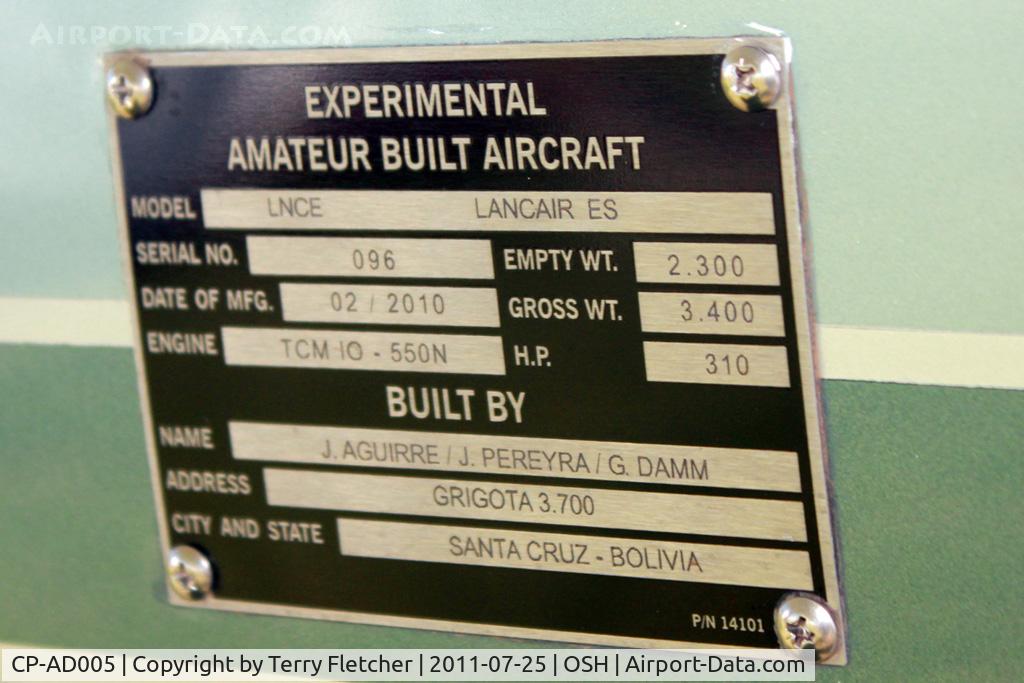 AIRPORT-DATA.COM
EXPERIMENTAL
AMATEUR BUILT AIRCRAFT
MODEL LNCE LANCAIR ES
SERIAL NO. 096 EMPTY WT. 2.300
DATE OF MFG. 02 / 2010 GROSS WT. 3.400
ENGINE TCM IO - 550N H.P. 310
BUILT BY
NAME J. AGUIRRE / J. PEREYRA / G. DAMM
ADDRESS GRIGOTA 3.700
CITY AND STATE SANTA CRUZ - BOLIVIA
P/N 14101
CP-AD005 | Copyright by Terry Fletcher | 2011-07-25 | OSH | Airport-Data.com